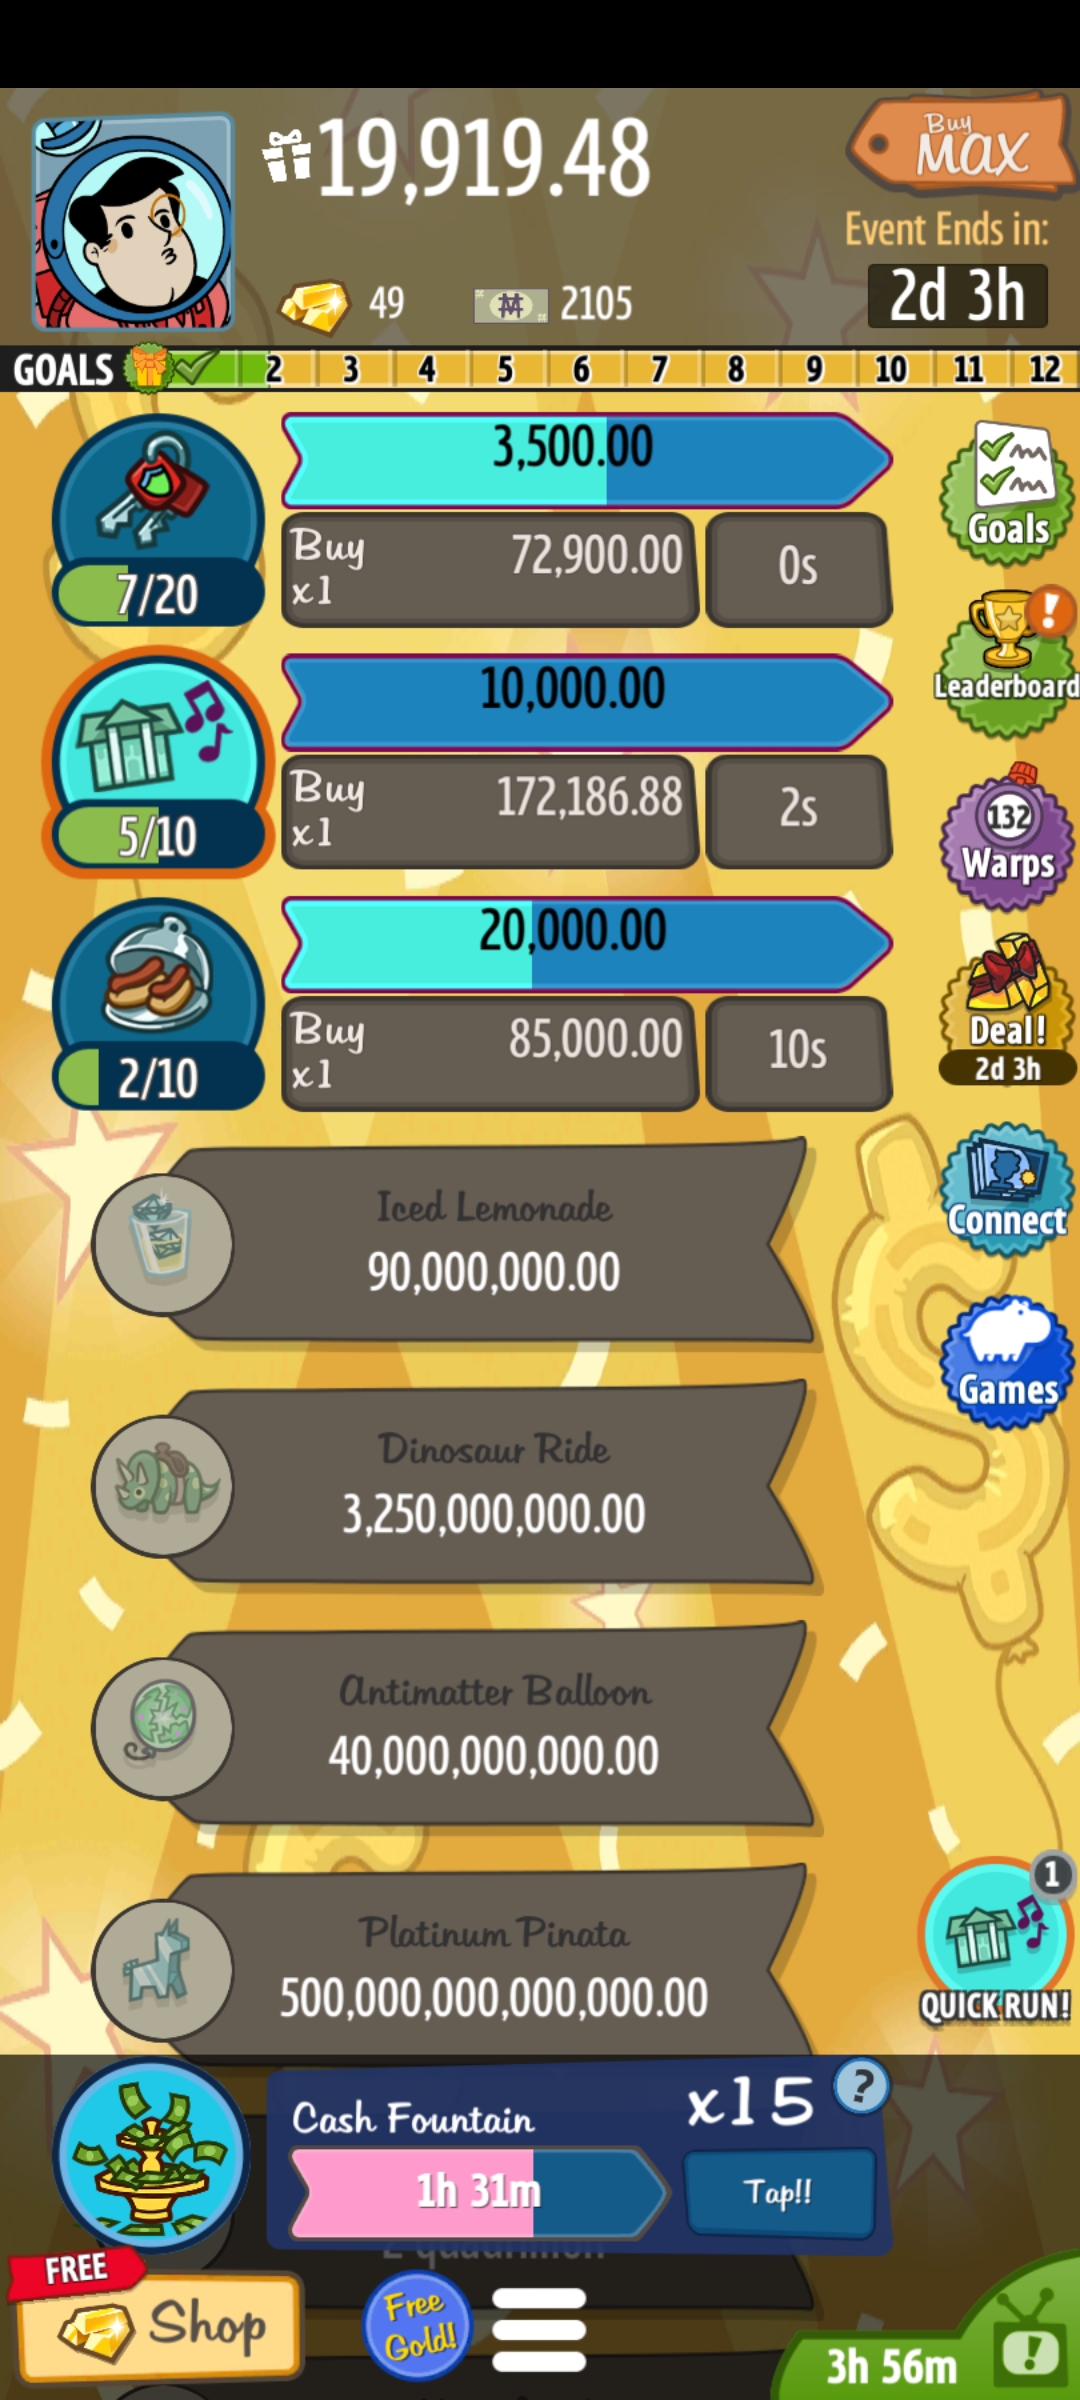 19,919.48
Buy
MAX
Event Ends in:
49
2105
2d 3h
GOALS 2 3 4 5 6 7 8 9 10 11 12
3,500.00
Buy
x1
72,900.00
0s
7/20
Goals
Leaderboard
!
10,000.00
Buy
x1
172,186.88
2s
5/10
132
Warps
20,000.00
Buy
x1
85,000.00
10s
2/10
Deal!
2d 3h
Iced Lemonade
90,000,000.00
Connect
Games
Dinosaur Ride
3,250,000,000.00
Antimatter Balloon
40,000,000,000.00
Platinum Pinata
500,000,000,000,000.00
1
QUICK RUN!
Cash Fountain
x15
?
1h 31m
Tap!!
2 quadrillion
FREE
Shop
Free
Gold!
3h 56m
!